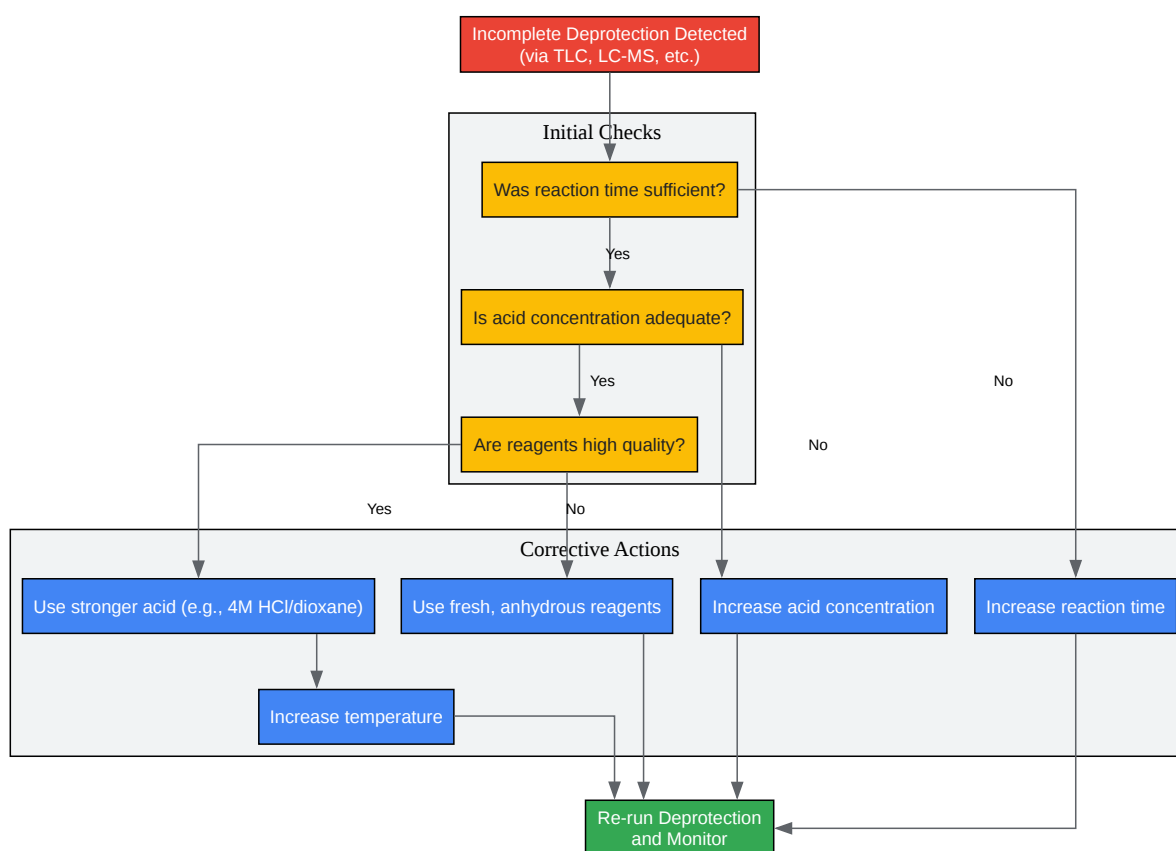 Incomplete Deprotection Detected
(via TLC, LC-MS, etc.)
Initial Checks
Was reaction time sufficient?
Yes
Is acid concentration adequate?
Yes
No
Are reagents high quality?
No
Yes
No
Corrective Actions
Use stronger acid (e.g., 4M HCl/dioxane)
Use fresh, anhydrous reagents
Increase acid concentration
Increase reaction time
Increase temperature
Re-run Deprotection
and Monitor